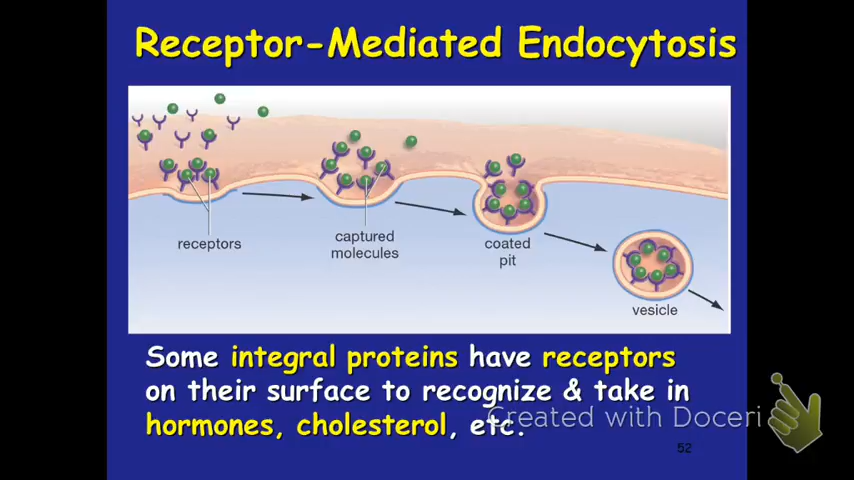 Receptor-Mediated Endocytosis
receptors
captured
molecules
coated
pit
vesicle
Some integral proteins have receptors
on their surface to recognize & take in
hormones, cholesterol, etc.
Created with Doceri
52